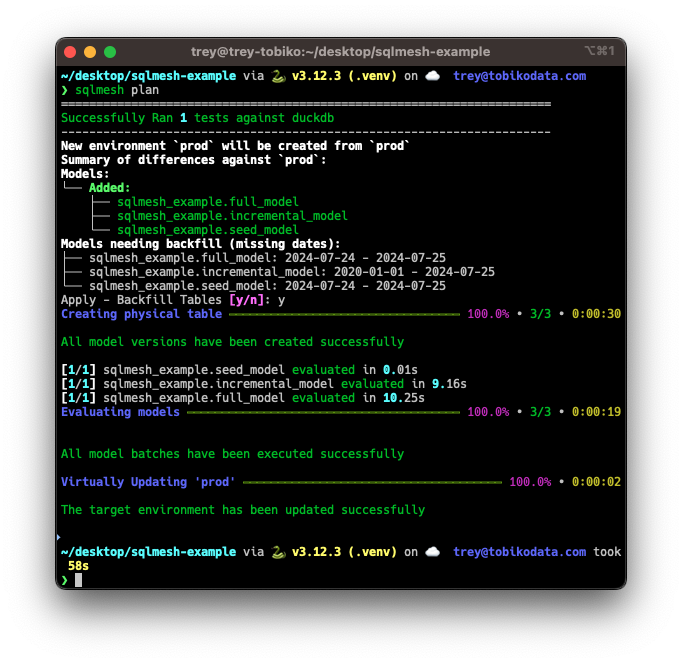 trey@trey-tobiko:~/desktop/sqlmesh-example ⌥⌘1
~/desktop/sqlmesh-example via 🐍 v3.12.3 (.venv) on ☁️ trey@tobikodata.com
❯ sqlmesh plan
======================================================================
Successfully Ran 1 tests against duckdb
----------------------------------------------------------------------
New environment `prod` will be created from `prod`
Summary of differences against `prod`:
Models:
└── Added:
    ├── sqlmesh_example.full_model
    ├── sqlmesh_example.incremental_model
    └── sqlmesh_example.seed_model
Models needing backfill (missing dates):
├── sqlmesh_example.full_model: 2024-07-24 - 2024-07-25
├── sqlmesh_example.incremental_model: 2020-01-01 - 2024-07-25
└── sqlmesh_example.seed_model: 2024-07-24 - 2024-07-25
Apply - Backfill Tables [y/n]: y
Creating physical table ━━━━━━━━━━━━━━━━━━━━━━━━━━━━━━━━━ 100.0% • 3/3 • 0:00:30
All model versions have been created successfully
[1/1] sqlmesh_example.seed_model evaluated in 0.01s
[1/1] sqlmesh_example.incremental_model evaluated in 9.16s
[1/1] sqlmesh_example.full_model evaluated in 10.25s
Evaluating models ━━━━━━━━━━━━━━━━━━━━━━━━━━━━━━━━━━━━━━━ 100.0% • 3/3 • 0:00:19
All model batches have been executed successfully
Virtually Updating 'prod' ━━━━━━━━━━━━━━━━━━━━━━━━━━━━━━━━━━━━━ 100.0% • 0:00:02
The target environment has been updated successfully
~/desktop/sqlmesh-example via 🐍 v3.12.3 (.venv) on ☁️ trey@tobikodata.com took
58s
❯